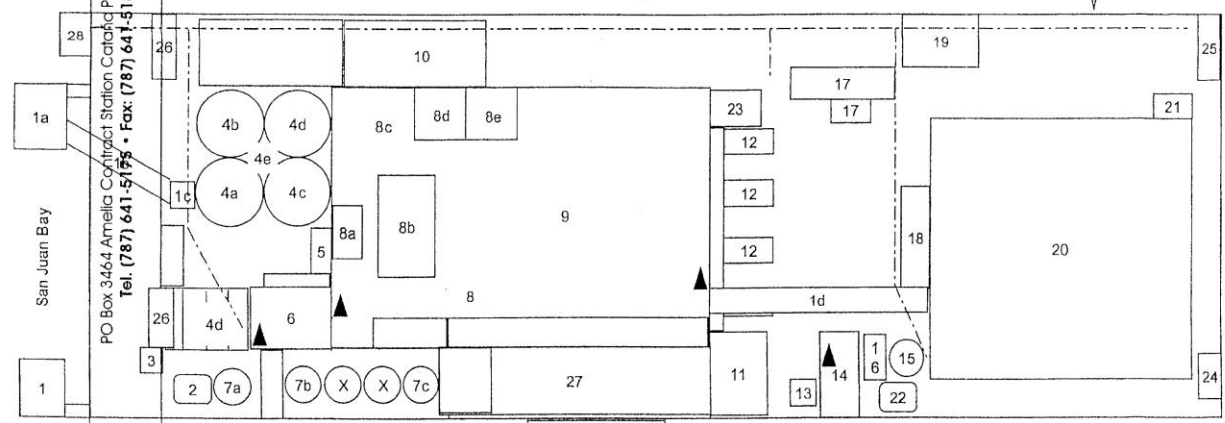 28
26
10
19
25
1a
4b
4d
8c
8d
8e
23
17
17
21
4e
12
1c
4a
4c
12
8a
8b
9
18
5
12
20
San Juan Bay
PO Box 3464 Amelia Contract Station Cataño P
Tel. (787) 641-5175 • Fax: (787) 641-51
26
4d
6
8
1d
3
1
2
7a
7b
X
X
7c
27
11
13
14
1
6
15
22
24